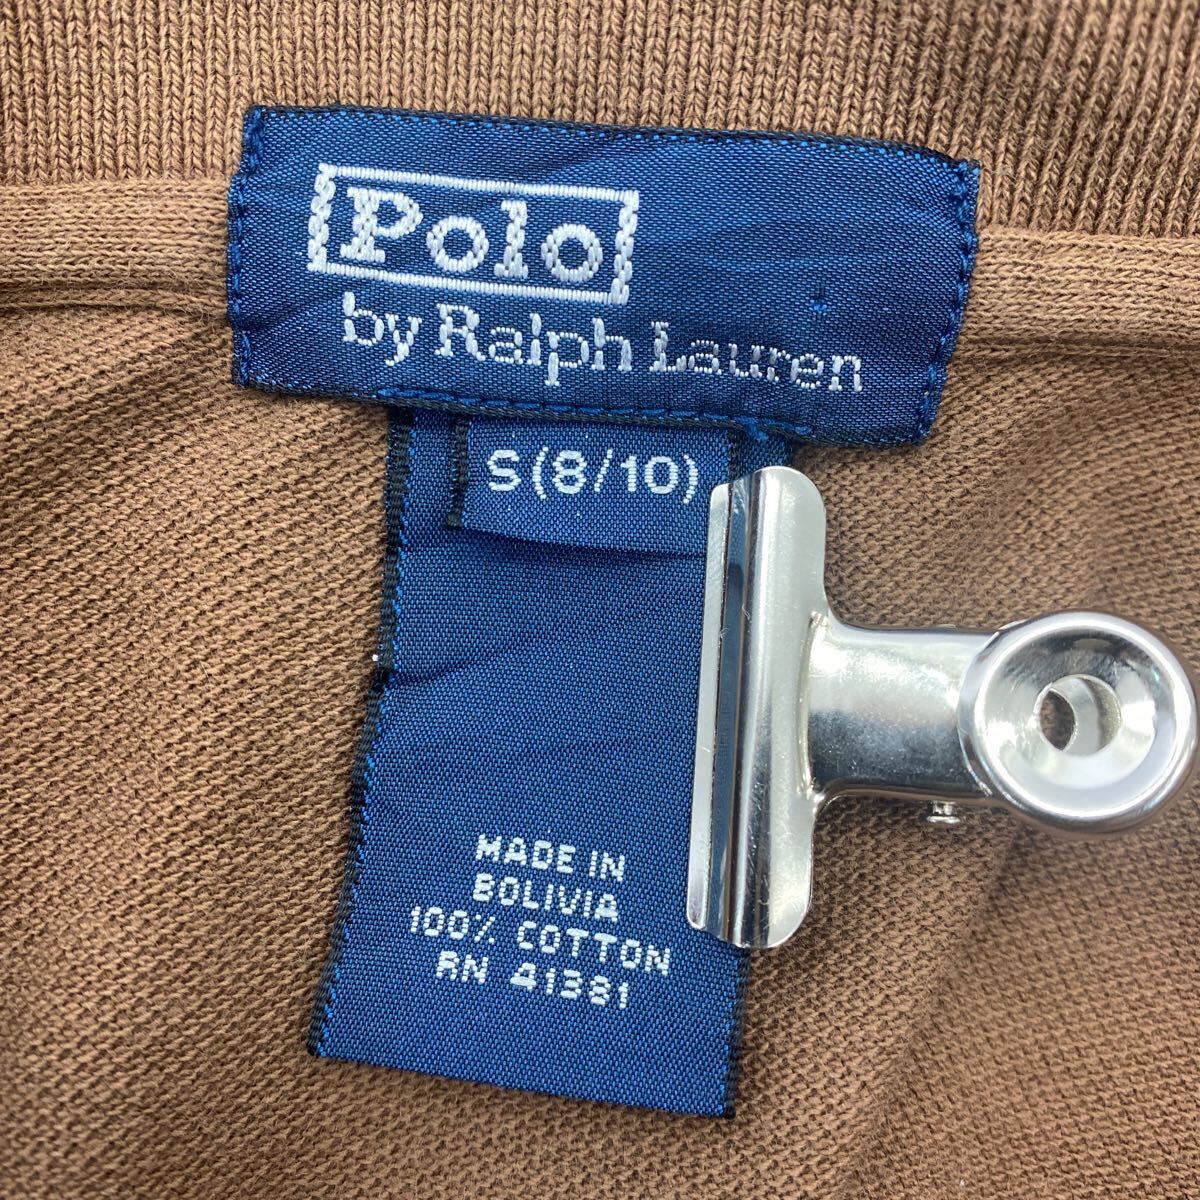 Polo
by Ralph Lauren
S (8/10)
MADE IN
BOLIVIA
100% COTTON
RN 41381